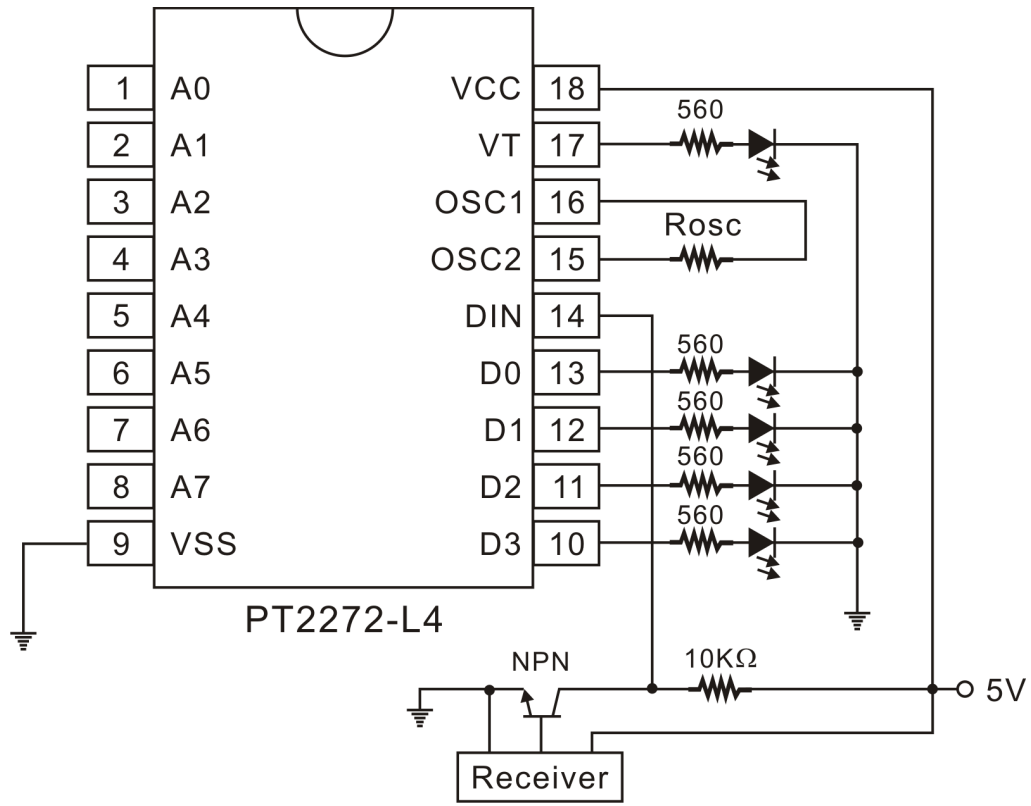 1 A0 VCC 18
560
2 A1 VT 17
3 A2 OSC1 16
Rosc
4 A3 OSC2 15
5 A4 DIN 14
560
6 A5 D0 13
560
7 A6 D1 12
560
8 A7 D2 11
560
9 VSS D3 10
PT2272-L4
NPN 10KΩ
5V
Receiver